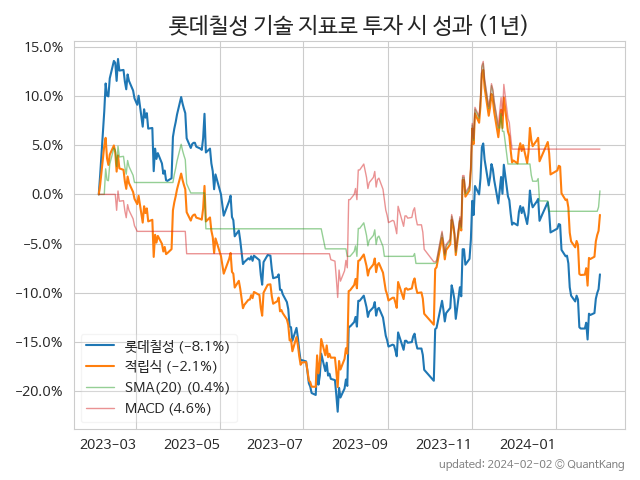 롯데칠성 기술 지표로 투자 시 성과 (1년)
15.0%
10.0%
5.0%
0.0%
−5.0%
−10.0%
−15.0%
−20.0%
롯데칠성 (−8.1%)
적립식 (−2.1%)
SMA(20) (0.4%)
MACD (4.6%)
2023-03 2023-05 2023-07 2023-09 2023-11 2024-01
updated: 2024-02-02 © QuantKang